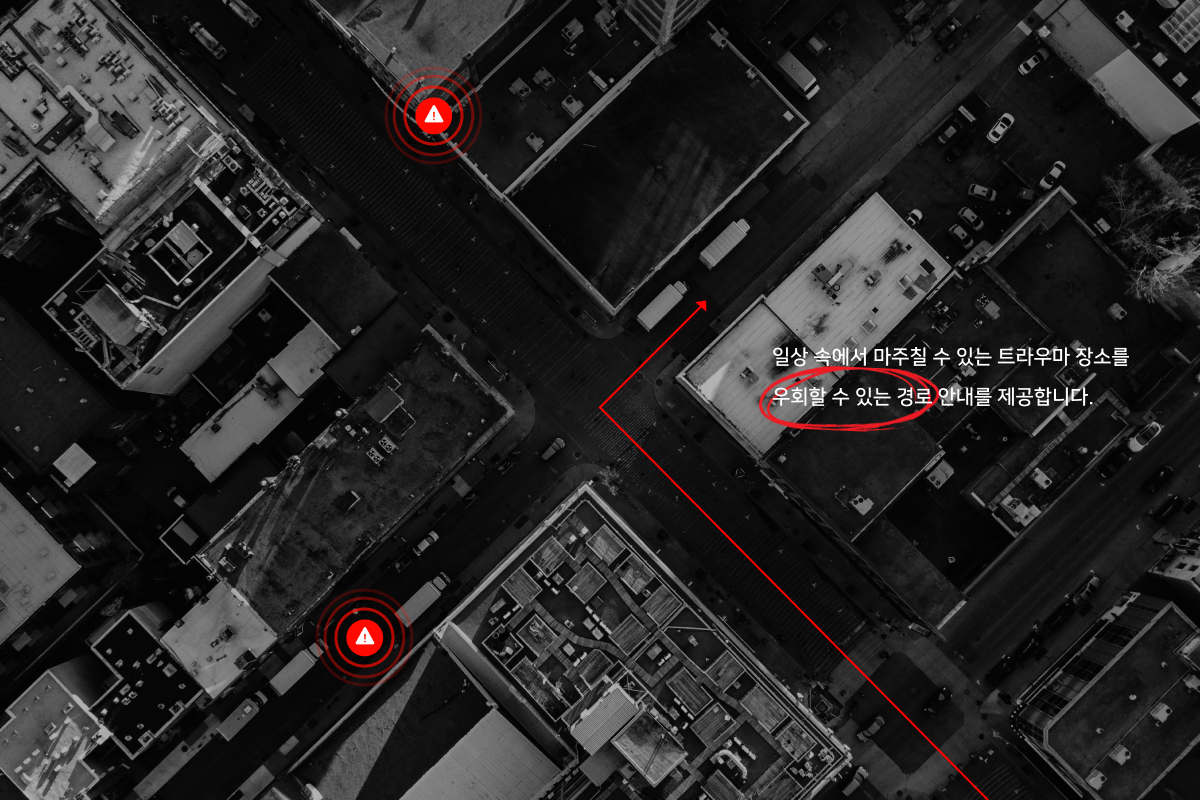 일상 속에서 마주칠 수 있는 트라우마 장소를
우회할 수 있는 경로 안내를 제공합니다.